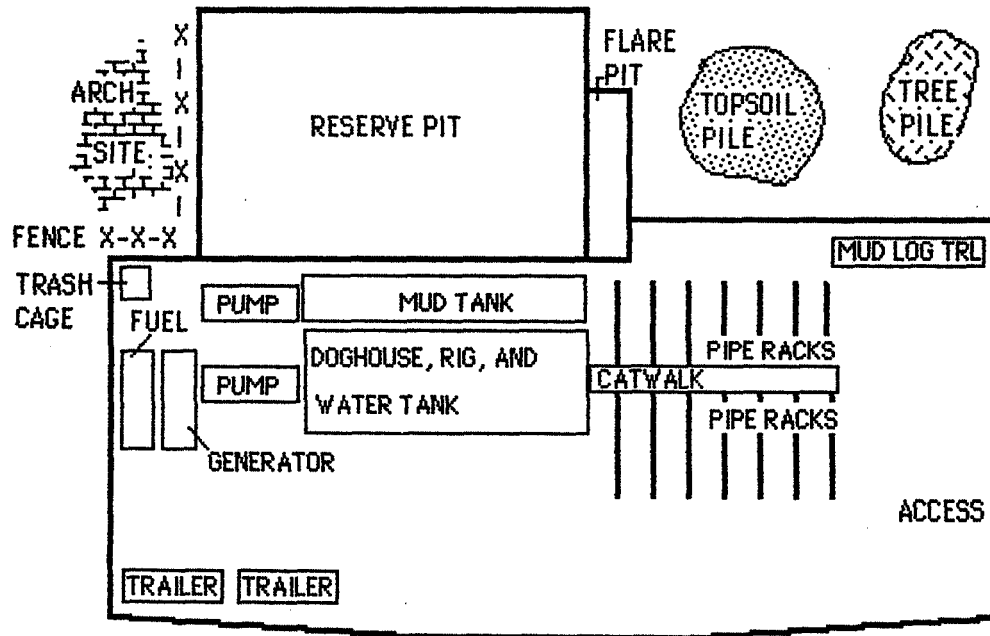 FLARE
PIT
ARCH
SITE
RESERVE PIT
TOPSOIL
PILE
TREE
PILE
FENCE X-X-X
MUD LOG TRL
TRASH
CAGE
FUEL
PUMP
MUD TANK
DOGHOUSE, RIG, AND
WATER TANK
PUMP
PIPE RACKS
CATWALK
PIPE RACKS
GENERATOR
ACCESS
TRAILER
TRAILER